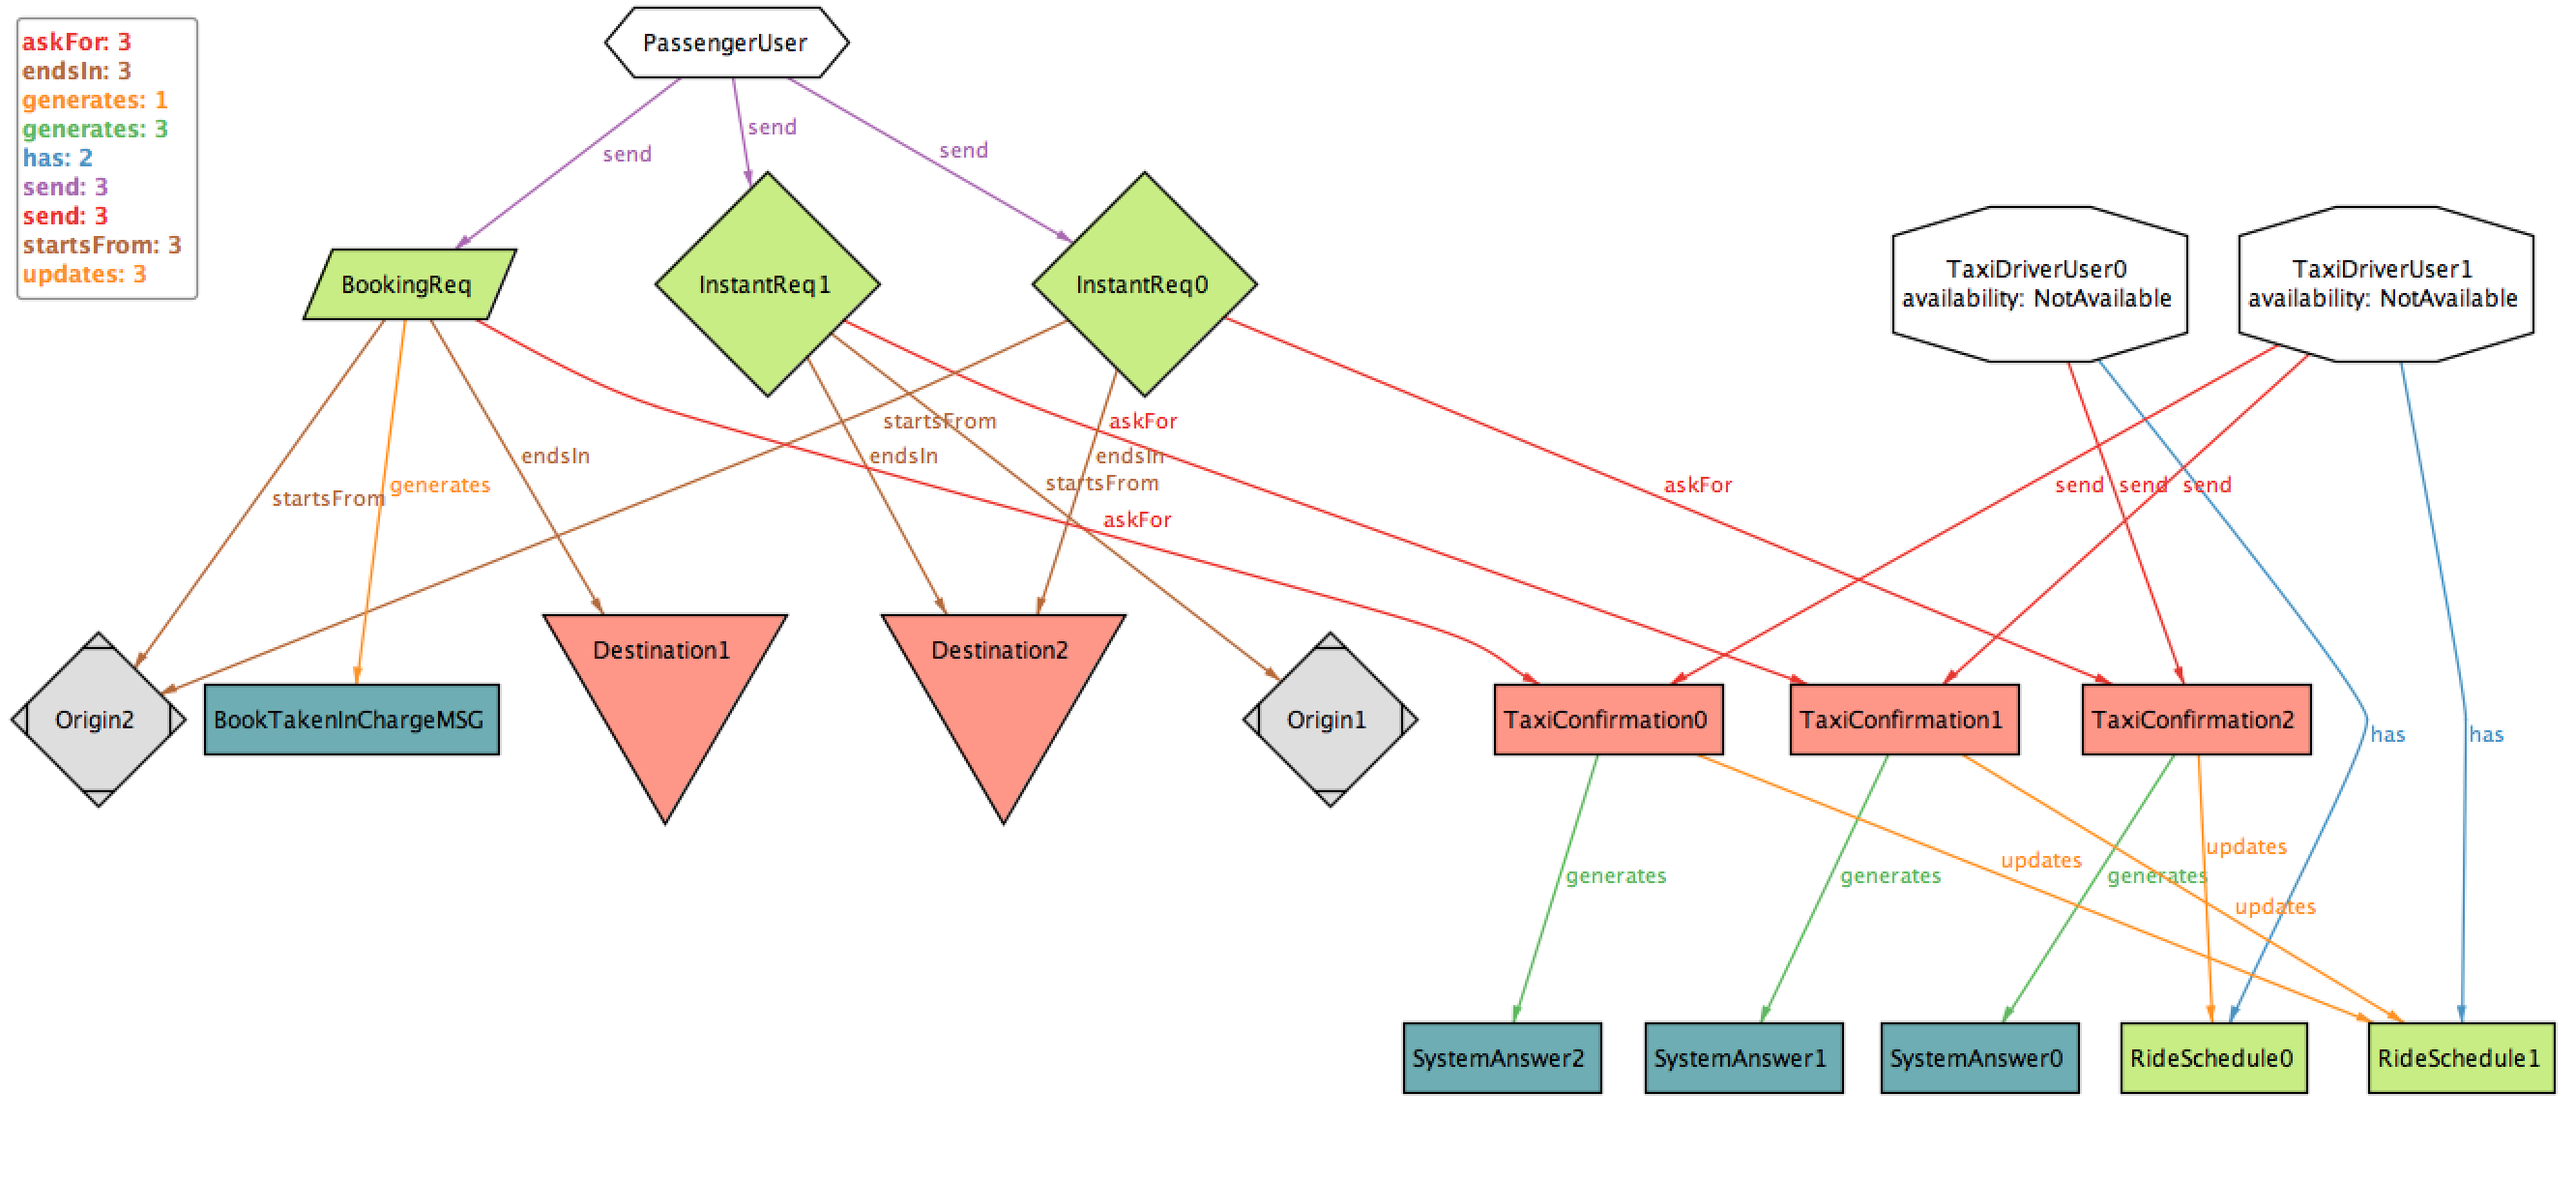 askFor: 3
endsIn: 3
generates: 1
generates: 3
has: 2
send: 3
send: 3
startsFrom: 3
updates: 3
PassengerUser
send
send
send
BookingReq
InstantReq1
InstantReq0
TaxiDriverUser0
availability: NotAvailable
TaxiDriverUser1
availability: NotAvailable
startsFrom
askFor
endsIn
endsIn
endsIn
startsFrom
generates
startsFrom
askFor
send
send
send
askFor
Origin2
BookTakenInChargeMSG
Destination1
Destination2
Origin1
TaxiConfirmation0
TaxiConfirmation1
TaxiConfirmation2
has
has
updates
updates
generates
generates
generates
updates
SystemAnswer2
SystemAnswer1
SystemAnswer0
RideSchedule0
RideSchedule1